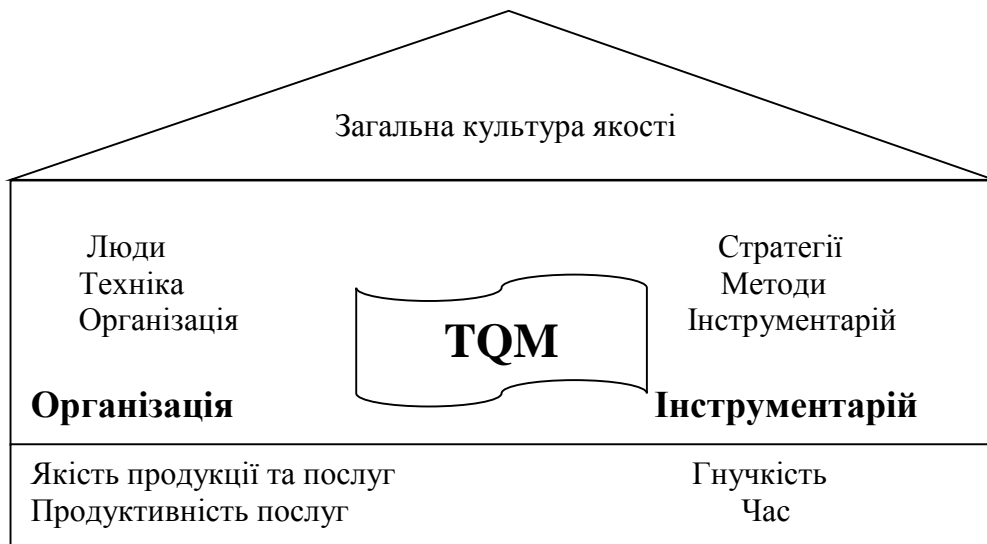 Загальна культура якості
Люди
Техніка
Організація
Стратегії
Методи
Інструментарій
TQM
Організація
Інструментарій
Якість продукції та послуг
Продуктивність послуг
Гнучкість
Час